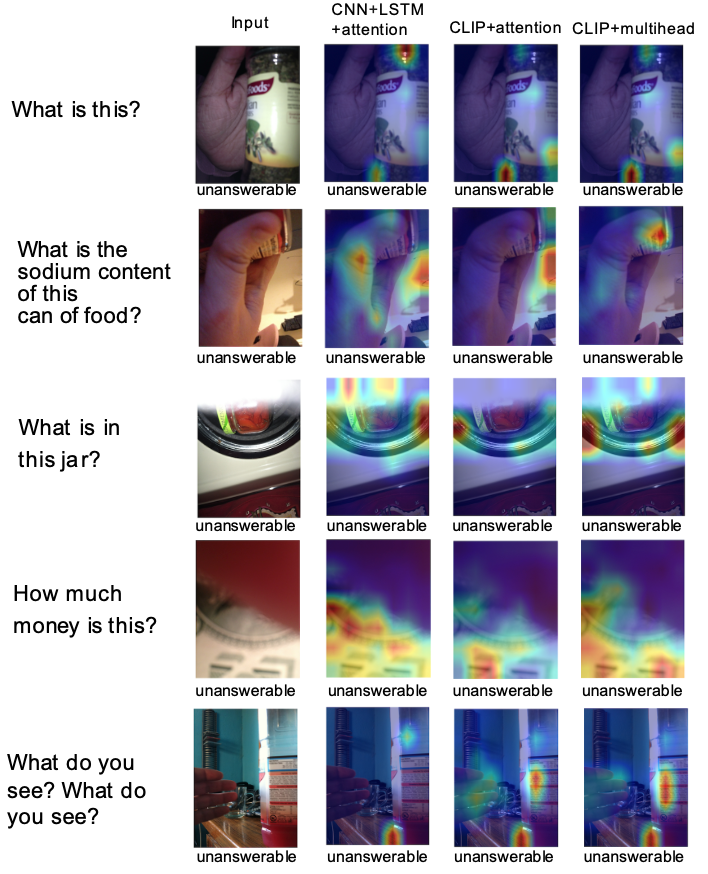 Input
CNN+LSTM
+attention
CLIP+attention
CLIP+multihead
What is this?
unanswerable
unanswerable
unanswerable
unanswerable
What is the
sodium content
of this
can of food?
unanswerable
unanswerable
unanswerable
unanswerable
What is in
this jar?
unanswerable
unanswerable
unanswerable
unanswerable
How much
money is this?
unanswerable
unanswerable
unanswerable
unanswerable
What do you
see? What do
you see?
unanswerable
unanswerable
unanswerable
unanswerable